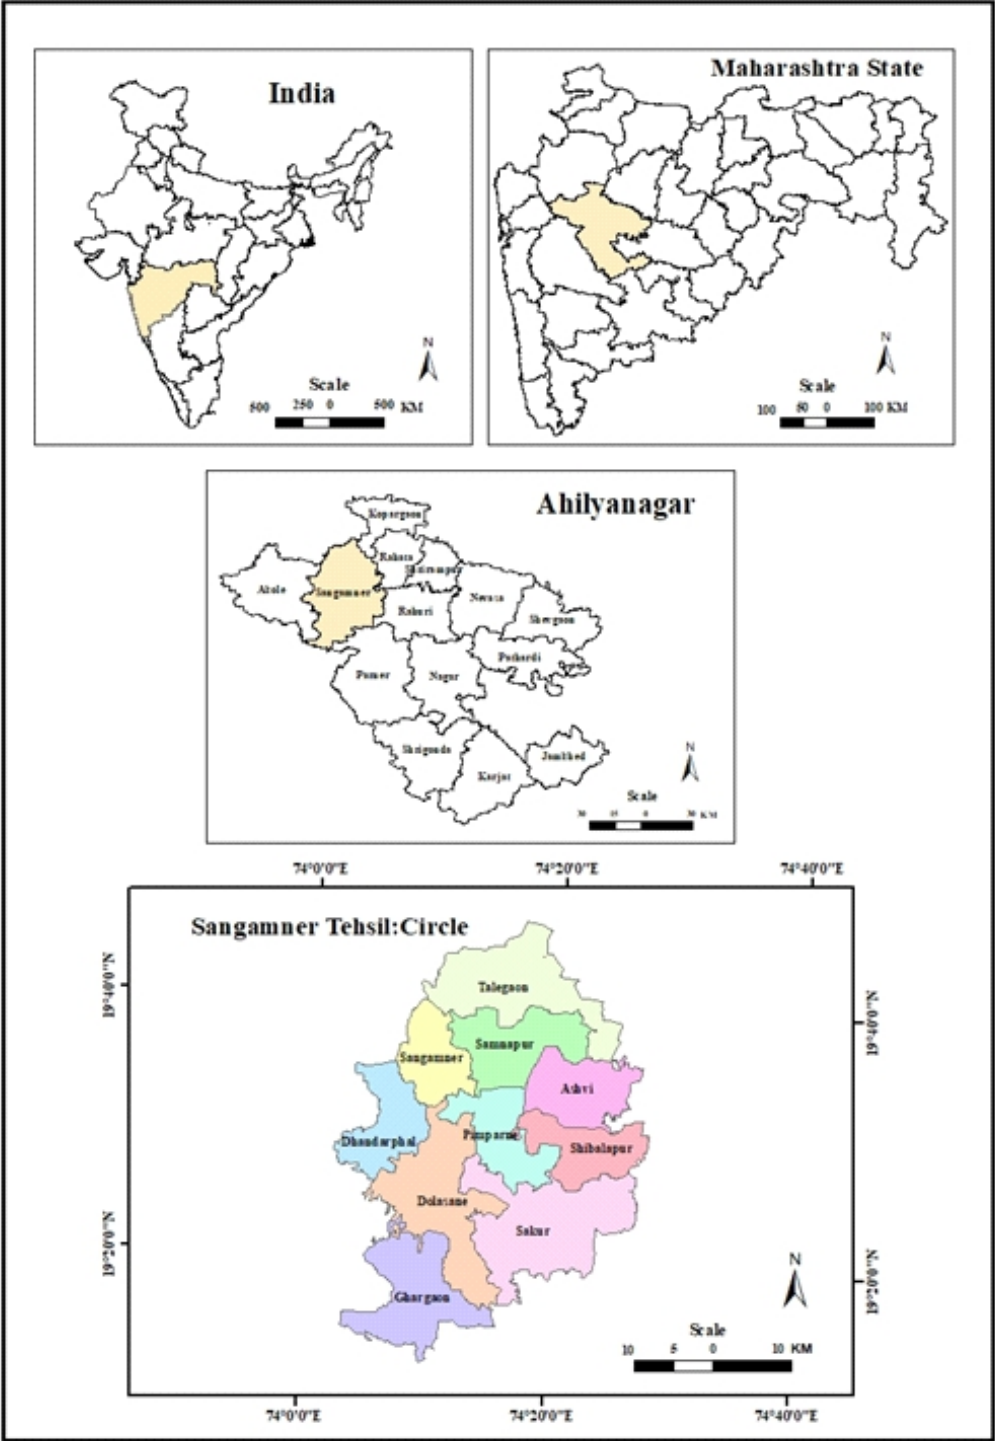 India
N
Scale
500 250 0 500 KM
Maharashtra State
N
Scale
100 50 0 100 KM
Ahilyanagar
Kopargaon
Rahata
Shrirampur
Akole
Sangamner
Rahuri
Nevasa
Shevgaon
Pathardi
Parner
Nagar
Shrigonda
Karjat
Jamkhed
N
Scale
30 15 0 30 KM
74°0'0"E 74°20'0"E 74°40'0"E
Sangamner Tehsil:Circle
19°40'0"N
19°40'0"N
Talegaon
Samnapur
Sangamner
Ashvi
Dhandarphal
Pimparne
Shibalapur
Dolasane
Sakur
Ghargaon
19°20'0"N
19°20'0"N
N
Scale
10 5 0 10 KM
74°0'0"E 74°20'0"E 74°40'0"E